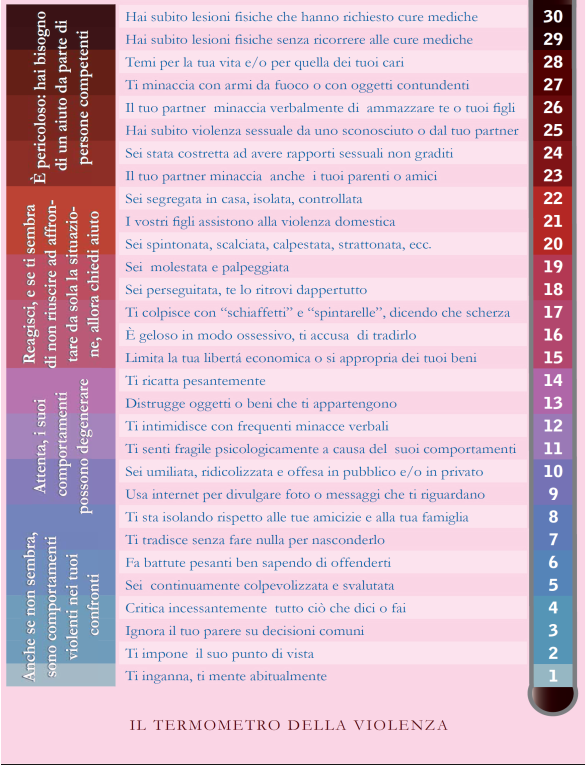 Hai subito lesioni fisiche che hanno richiesto cure mediche 30
Hai subito lesioni fisiche senza ricorrere alle cure mediche 29
Temi per la tua vita e/o per quella dei tuoi cari 28
Ti minaccia con armi da fuoco o con oggetti contundenti 27
Il tuo partner minaccia verbalmente di ammazzare te o tuoi figli 26
Hai subito violenza sessuale da uno sconosciuto o dal tuo partner 25
Sei stata costretta ad avere rapporti sessuali non graditi 24
Il tuo partner minaccia anche i tuoi parenti o amici 23
È pericoloso: hai bisogno
di un aiuto da parte di
persone competenti
Sei segregata in casa, isolata, controllata 22
I vostri figli assistono alla violenza domestica 21
Sei spintonata, scalciata, calpestata, strattonata, ecc. 20
Sei molestata e palpeggiata 19
Sei perseguitata, te lo ritrovi dappertutto 18
Ti colpisce con “schiaffetti” e “spintarelle”, dicendo che scherza 17
È geloso in modo ossessivo, ti accusa di tradirlo 16
Limita la tua libertá economica o si appropria dei tuoi beni 15
Reagisci, e se ti sembra
di non riuscire ad affron-
tare da sola la situazio-
ne, allora chiedi aiuto
Ti ricatta pesantemente 14
Distrugge oggetti o beni che ti appartengono 13
Ti intimidisce con frequenti minacce verbali 12
Ti senti fragile psicologicamente a causa del suoi comportamenti 11
Sei umiliata, ridicolizzata e offesa in pubblico e/o in privato 10
Usa internet per divulgare foto o messaggi che ti riguardano 9
Attenta, i suoi
comportamenti
possono degenerare
Ti sta isolando rispetto alle tue amicizie e alla tua famiglia 8
Ti tradisce senza fare nulla per nasconderlo 7
Fa battute pesanti ben sapendo di offenderti 6
Sei continuamente colpevolizzata e svalutata 5
Critica incessantemente tutto ciò che dici o fai 4
Ignora il tuo parere su decisioni comuni 3
Ti impone il suo punto di vista 2
Ti inganna, ti mente abitualmente 1
Anche se non sembra,
sono comportamenti
violenti nei tuoi
confronti
IL TERMOMETRO DELLA VIOLENZA